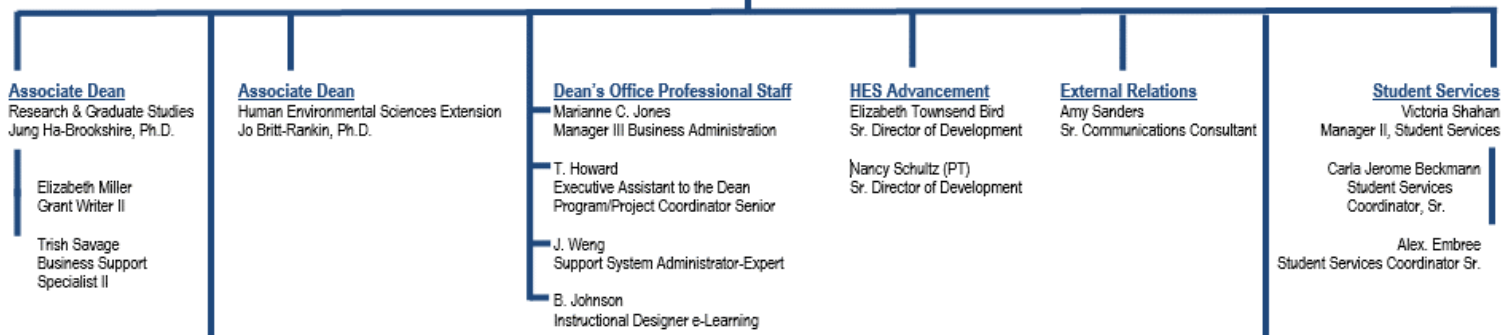 Associate Dean
Research & Graduate Studies
Jung Ha-Brookshire, Ph.D.
Elizabeth Miller
Grant Writer II
Trish Savage
Business Support
Specialist II
Associate Dean
Human Environmental Sciences Extension
Jo Britt-Rankin, Ph.D.
Dean's Office Professional Staff
Marianne C. Jones
Manager III Business Administration
T. Howard
Executive Assistant to the Dean
Program/Project Coordinator Senior
J. Weng
Support System Administrator-Expert
B. Johnson
Instructional Designer e-Learning
HES Advancement
Elizabeth Townsend Bird
Sr. Director of Development
Nancy Schultz (PT)
Sr. Director of Development
External Relations
Amy Sanders
Sr. Communications Consultant
Student Services
Victoria Shahan
Manager II, Student Services
Carla Jerome Beckmann
Student Services
Coordinator, Sr.
Alex. Embree
Student Services Coordinator Sr.